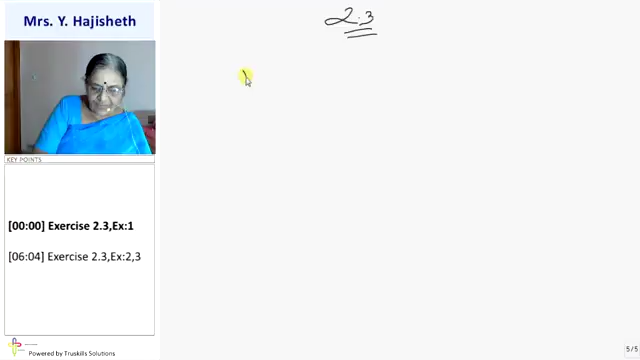 Mrs. Y. Hajisheth
2.3
KEY POINTS
[00:00] Exercise 2.3,Ex:1
[06:04] Exercise 2.3,Ex:2,3
Powered by Truskills Solutions
5/5